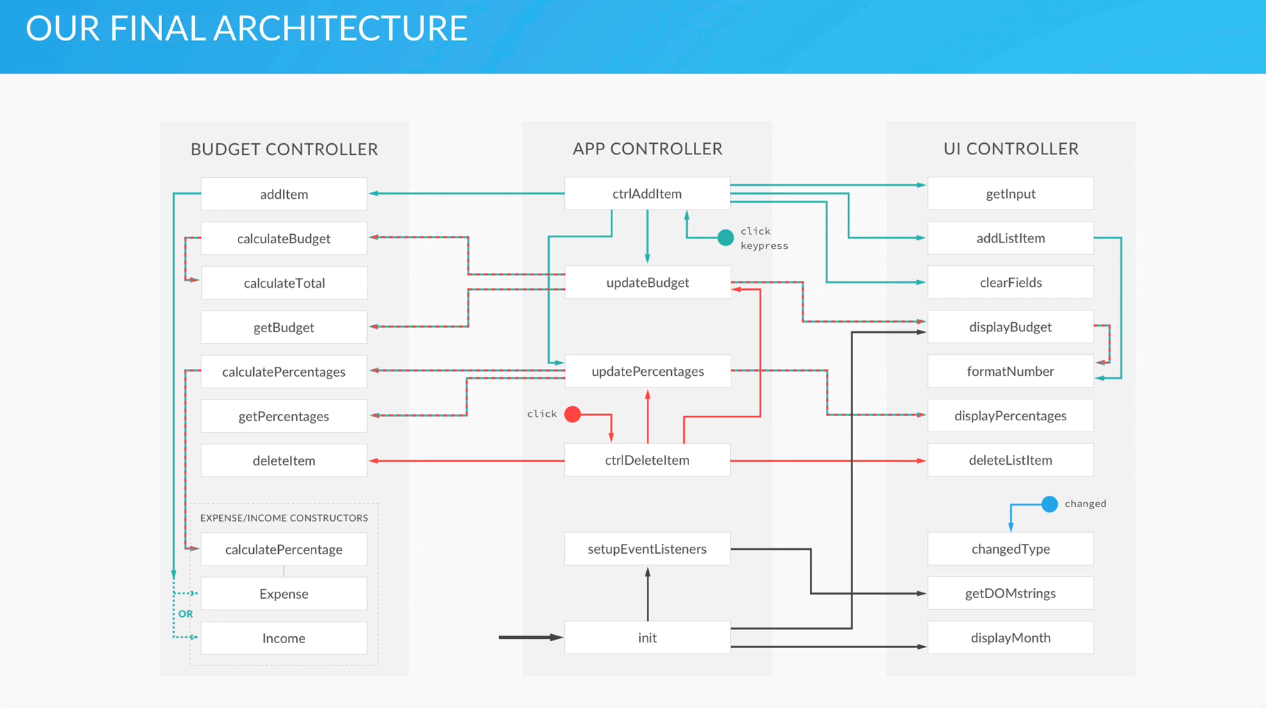 OUR FINAL ARCHITECTURE
BUDGET CONTROLLER
addItem
calculateBudget
calculateTotal
getBudget
calculatePercentages
getPercentages
deleteItem
EXPENSE/INCOME CONSTRUCTORS
calculatePercentage
Expense
OR
Income
APP CONTROLLER
ctrlAddItem
click
keypress
updateBudget
updatePercentages
click
ctrlDeleteItem
setupEventListeners
init
UI CONTROLLER
getInput
addListItem
clearFields
displayBudget
formatNumber
displayPercentages
deleteListItem
changed
changedType
getDOMstrings
displayMonth